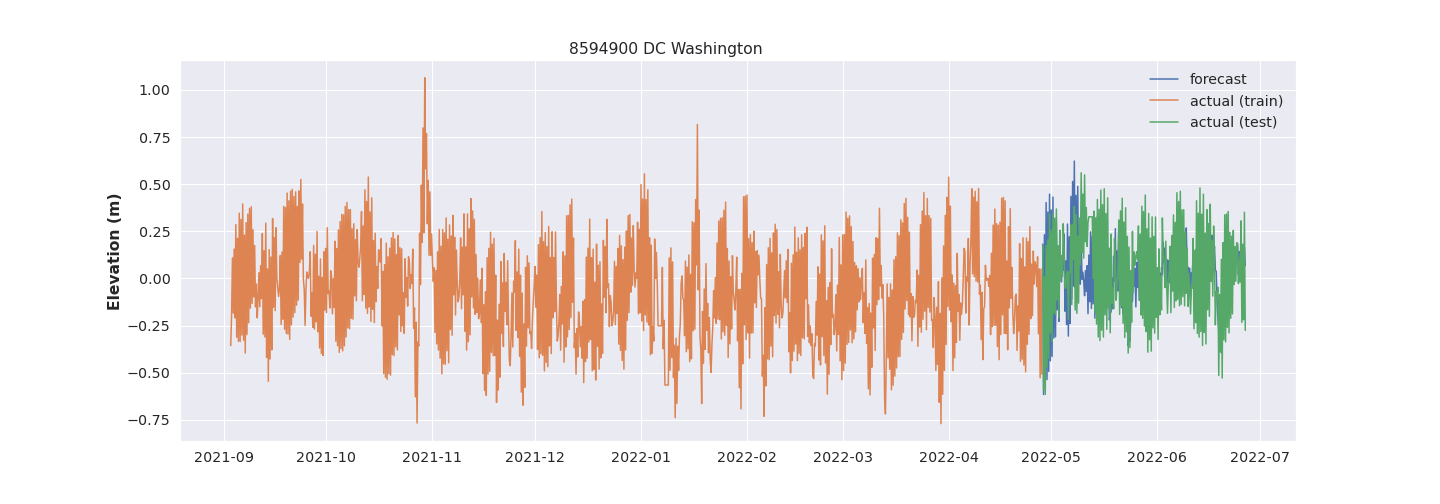 8594900 DC Washington
forecast
actual (train)
actual (test)
Elevation (m)
1.00
0.75
0.50
0.25
0.00
−0.25
−0.50
−0.75
2021-09 2021-10 2021-11 2021-12 2022-01 2022-02 2022-03 2022-04 2022-05 2022-06 2022-07